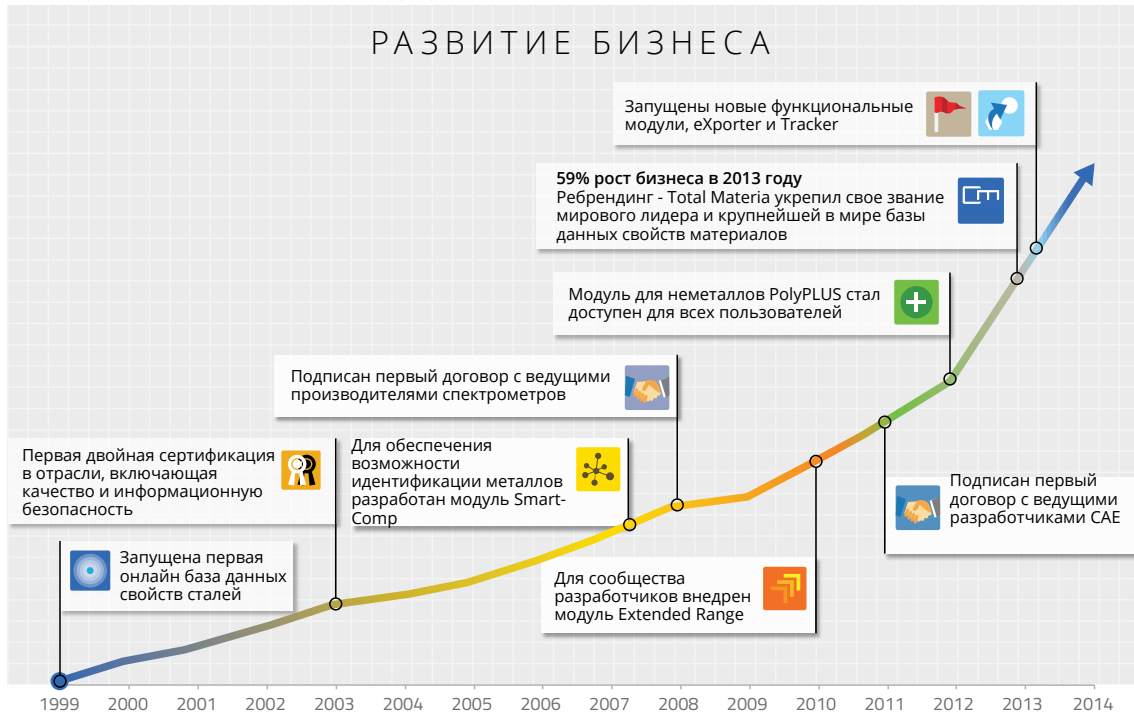 РАЗВИТИЕ БИЗНЕСА
Запущены новые функциональные
модули, eXporter и Tracker
59% рост бизнеса в 2013 году
Ребрендинг - Total Materia укрепил свое звание
мирового лидера и крупнейшей в мире базы
данных свойств материалов
Модуль для неметаллов PolyPLUS стал
доступен для всех пользователей
Подписан первый договор с ведущими
производителями спектрометров
Первая двойная сертификация
в отрасли, включающая
качество и информационную
безопасность
Для обеспечения
возможности
идентификации металлов
разработан модуль Smart-
Comp
Подписан первый
договор с ведущими
разработчиками CAE
Запущена первая
онлайн база данных
свойств сталей
Для сообщества
разработчиков внедрен
модуль Extended Range
1999 2000 2001 2002 2003 2004 2005 2006 2007 2008 2009 2010 2011 2012 2013 2014